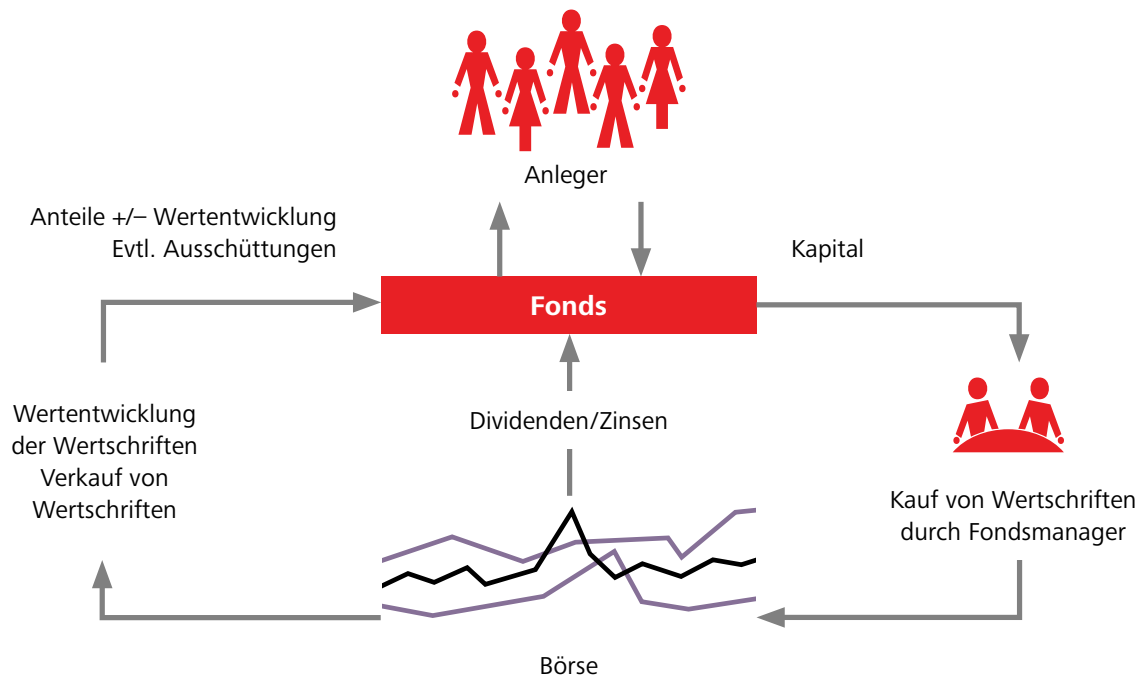 Anleger
Anteile +/– Wertentwicklung
Evtl. Ausschüttungen
Kapital
Fonds
Wertentwicklung
der Wertschriften
Verkauf von
Wertschriften
Dividenden/Zinsen
Kauf von Wertschriften
durch Fondsmanager
Börse